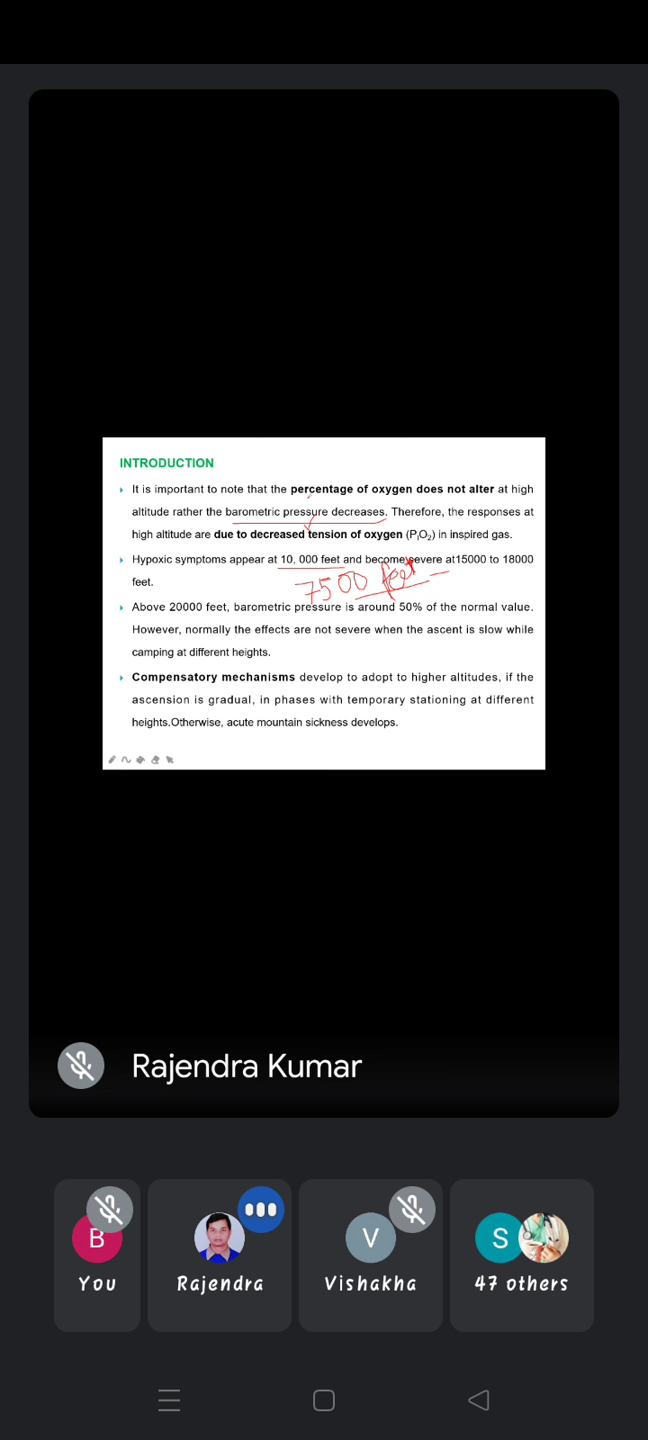 INTRODUCTION
It is important to note that the percentage of oxygen does not alter at high
altitude rather the barometric pressure decreases. Therefore, the responses at
high altitude are due to decreased tension of oxygen (PIO2) in inspired gas.
Hypoxic symptoms appear at 10, 000 feet and become severe at15000 to 18000
feet.
7500 feet
Above 20000 feet, barometric pressure is around 50% of the normal value.
However, normally the effects are not severe when the ascent is slow while
camping at different heights.
Compensatory mechanisms develop to adopt to higher altitudes, if the
ascension is gradual, in phases with temporary stationing at different
heights.Otherwise, acute mountain sickness develops.
Rajendra Kumar
B V S
You Rajendra Vishakha 47 others